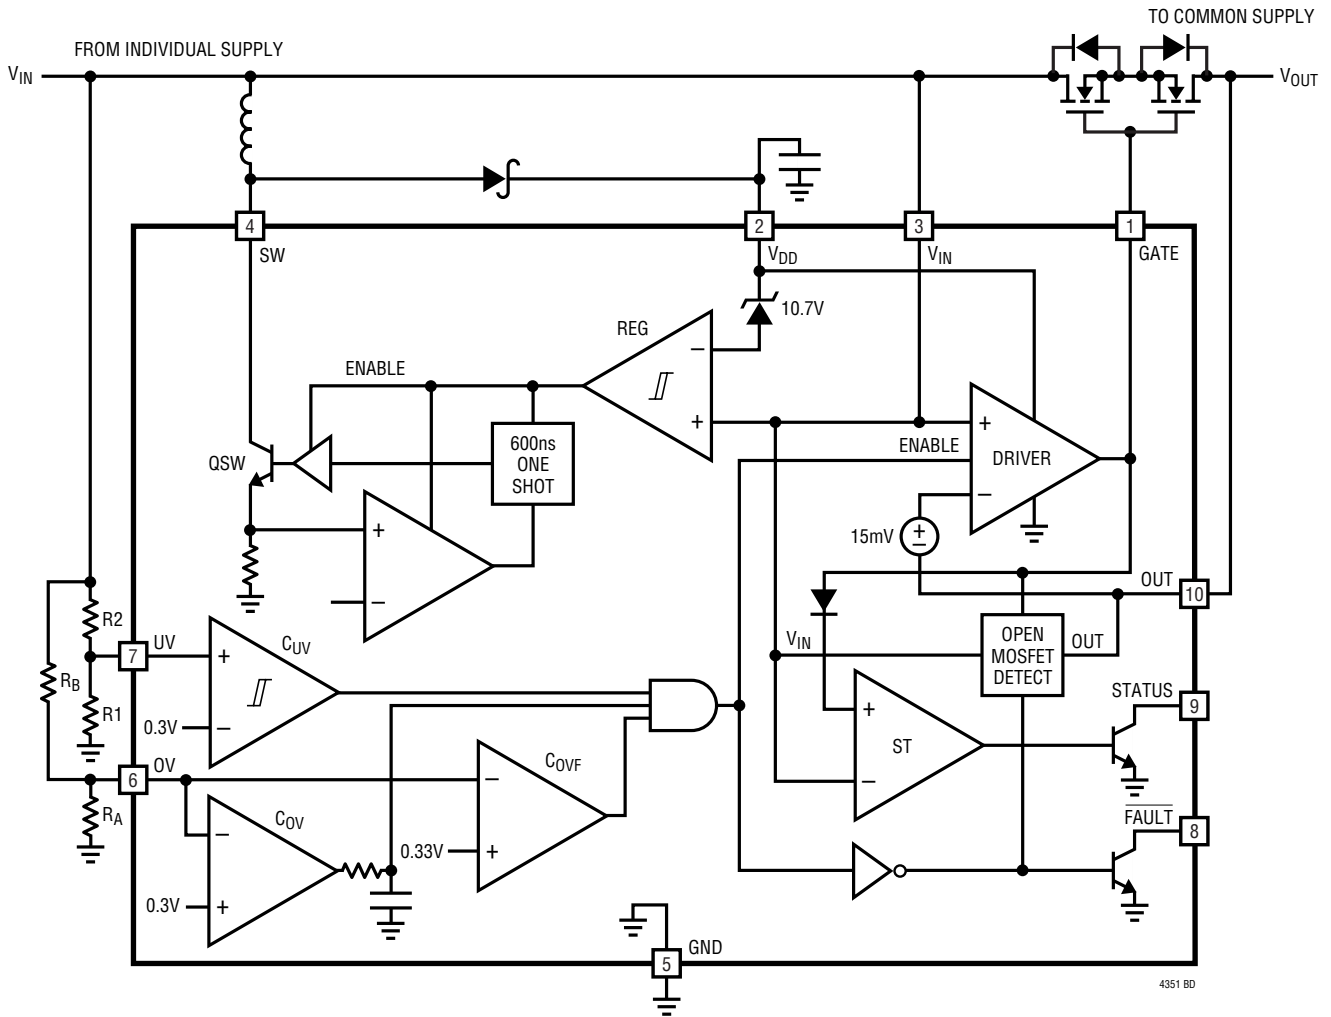 TO COMMON SUPPLY
FROM INDIVIDUAL SUPPLY
VIN
VOUT
4
2
3
1
SW
VDD
VIN
GATE
10.7V
REG
−
ENABLE
+
+
ENABLE
600ns
ONE
SHOT
QSW
DRIVER
−
+
15mV
+
−
−
OUT
10
R2
UV
7
CUV
+
VIN
OPEN
MOSFET
DETECT
OUT
RB
R1
0.3V
−
STATUS
9
+
ST
OV
6
COVF
−
−
RA
COV
−
FAULT
8
0.33V
+
0.3V
+
GND
5
4351 BD